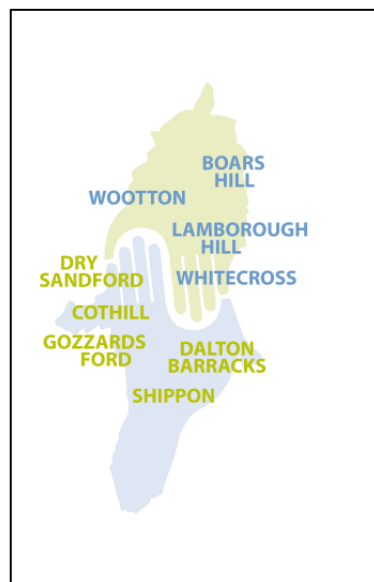 BOARS
HILL
WOOTTON
LAMBOROUGH
HILL
DRY
SANDFORD
WHITECROSS
COTHILL
GOZZARDS
FORD
DALTON
BARRACKS
SHIPPON